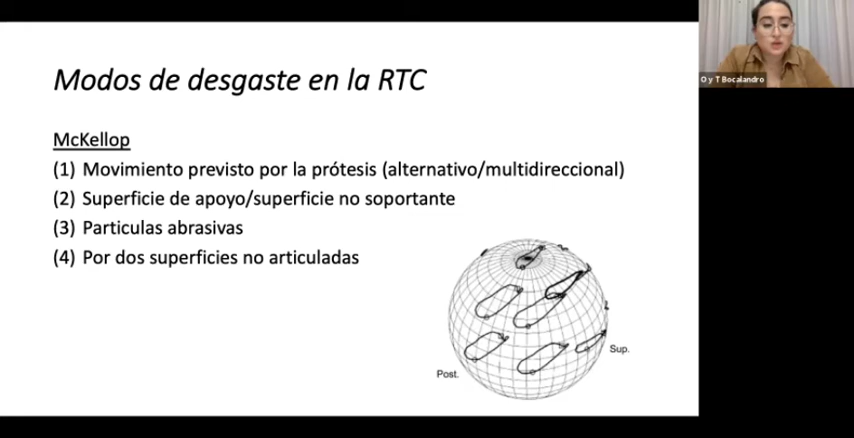 Modos de desgaste en la RTC
McKellop
(1) Movimiento previsto por la prótesis (alternativo/multidireccional)
(2) Superficie de apoyo/superficie no soportante
(3) Particulas abrasivas
(4) Por dos superficies no articuladas
Post.
Sup.
O y T Bocalandro